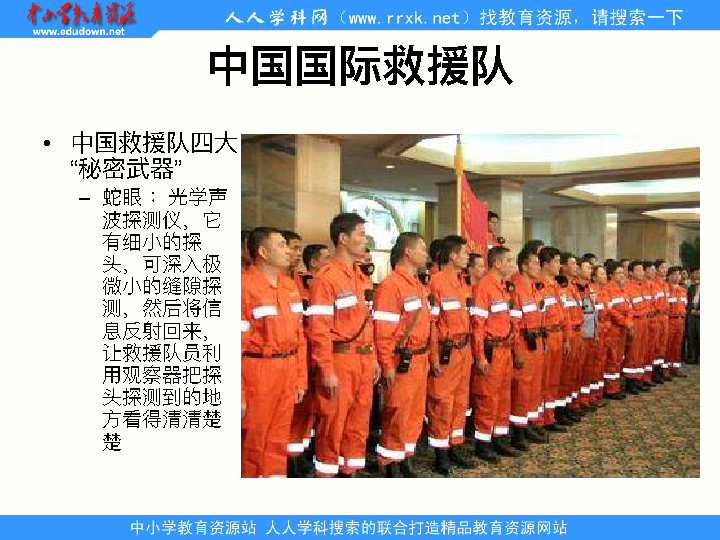 中小学教育资源
www.edudown.net
人人学科网（www.rrxk.net）找教育资源，请搜索一下
中国国际救援队
• 中国救援队四大
“秘密武器”
– 蛇眼：光学声
波探测仪，它
有细小的探
头，可深入极
微小的缝隙探
测，然后将信
息反射回来，
让救援队员利
用观察器把探
头探测到的地
方看得清清楚
楚
中小学教育资源站 人人学科搜索的联合打造精品教育资源网站